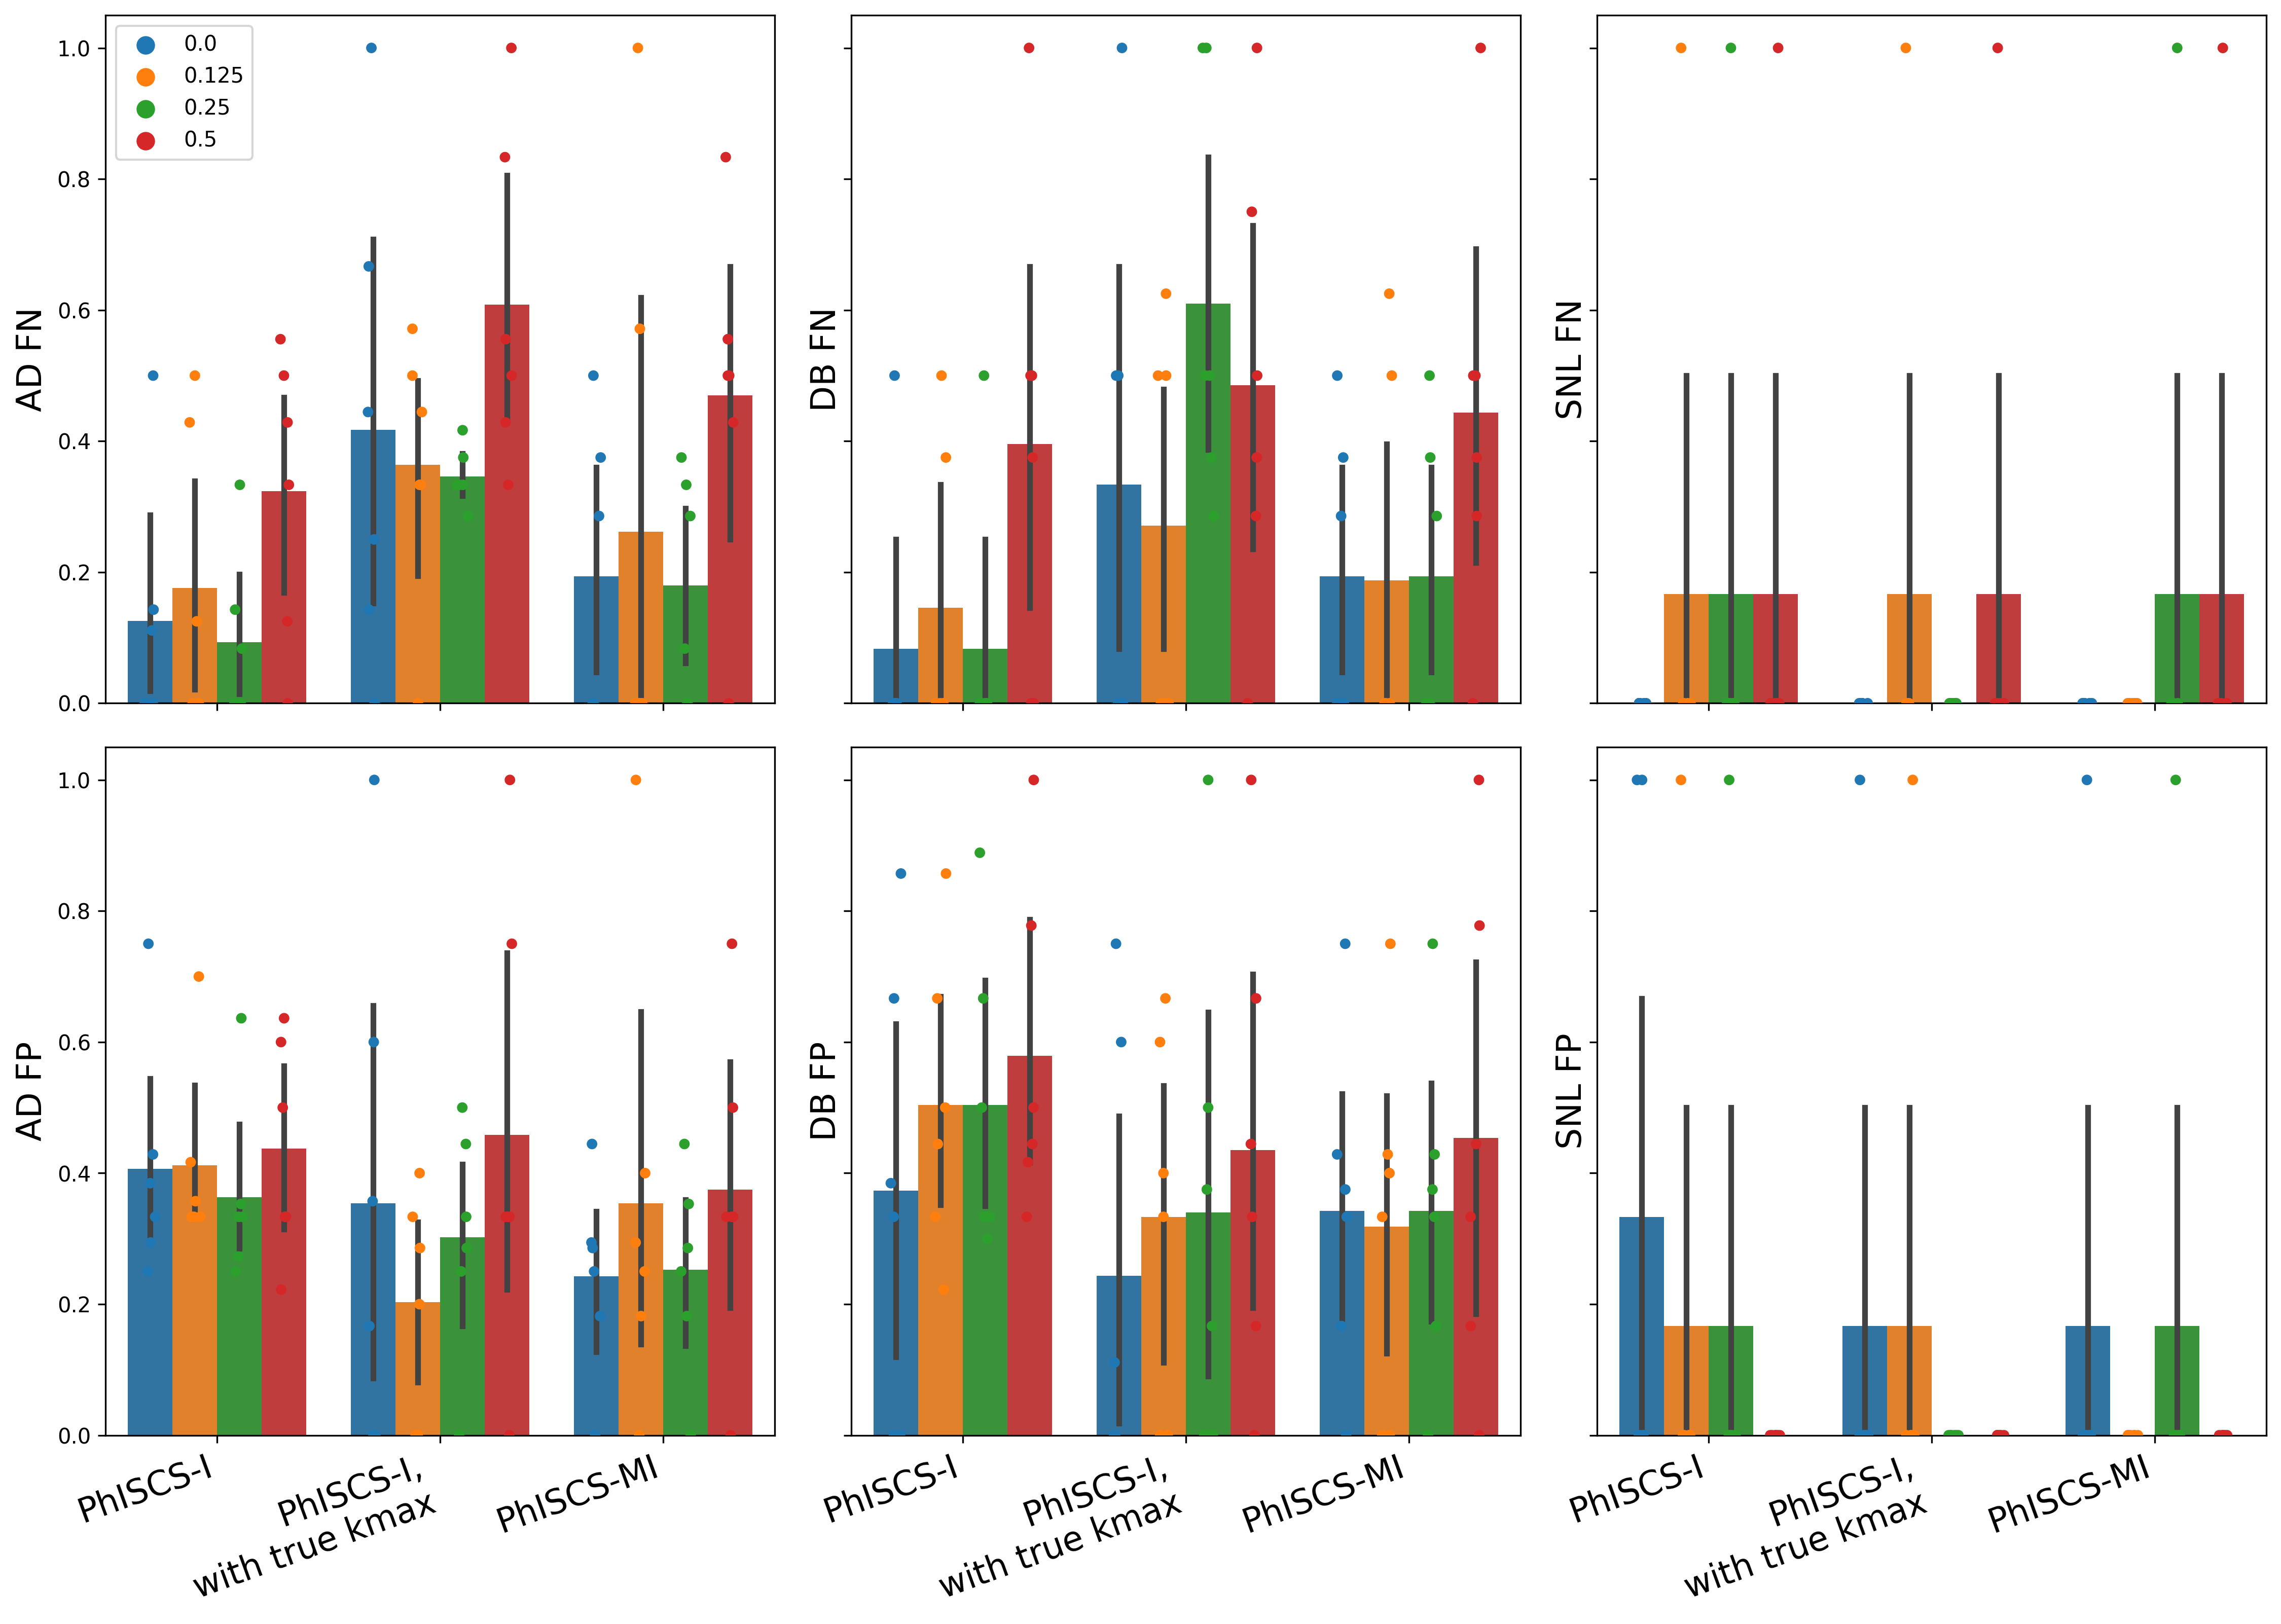 1.0
0.8
0.6
0.4
0.2
0.0
AD FN
0.0
0.125
0.25
0.5
DB FN
SNL FN
1.0
0.8
0.6
0.4
0.2
0.0
AD FP
DB FP
SNL FP
PhISCS-I
PhISCS-I,
with true kmax
PhISCS-MI
PhISCS-I
PhISCS-I,
with true kmax
PhISCS-MI
PhISCS-I
PhISCS-I,
with true kmax
PhISCS-MI